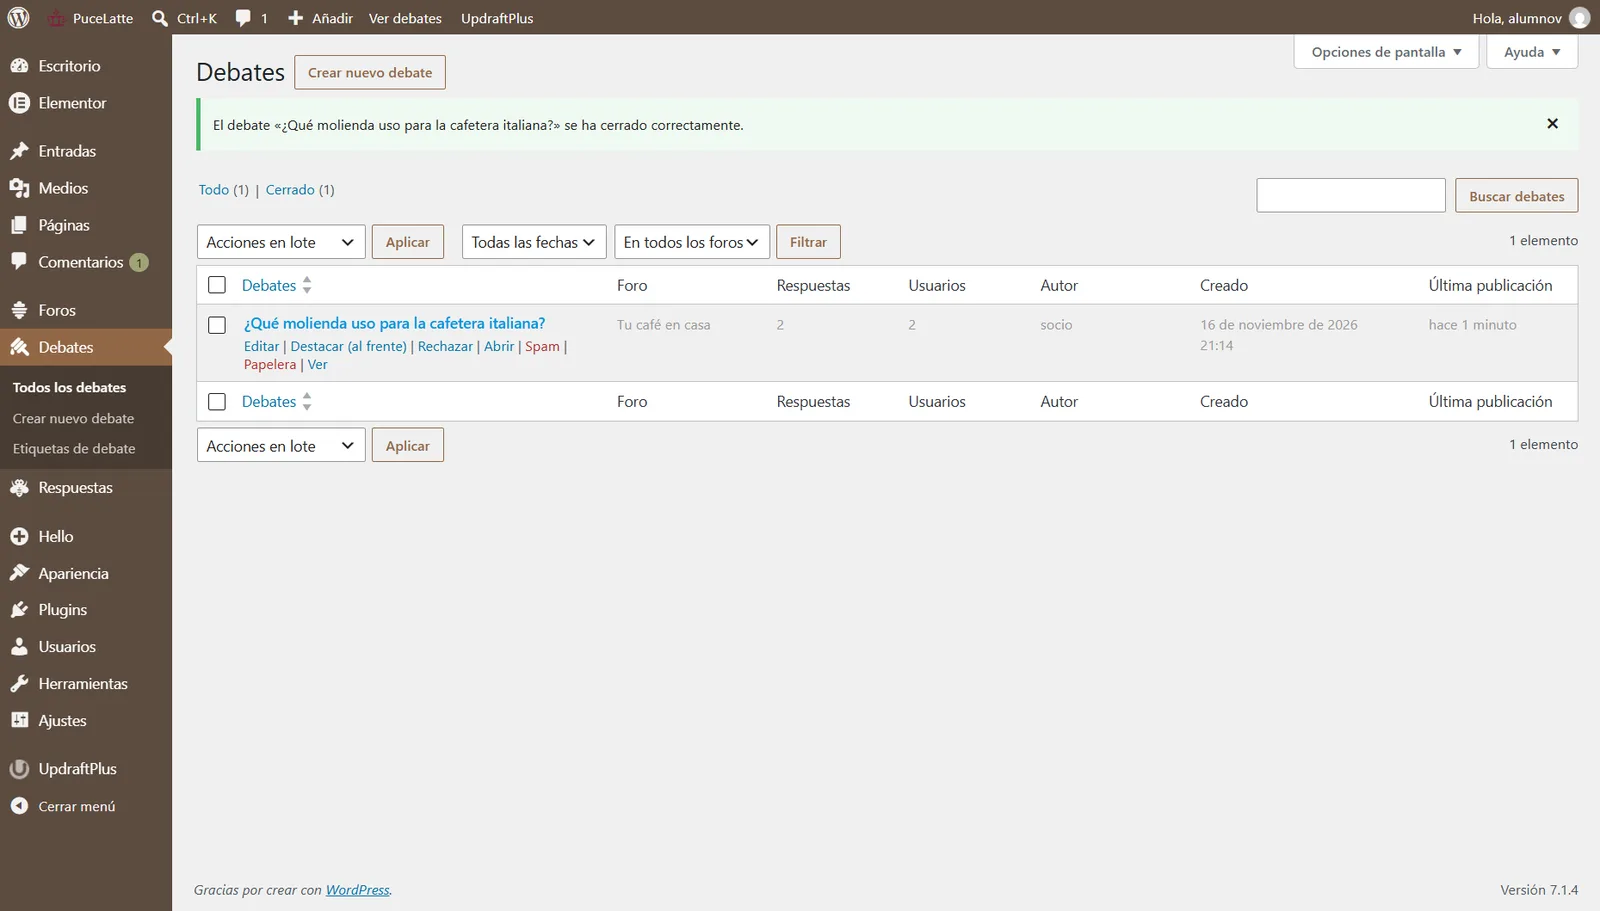 PuceLatte Ctrl+K 1 Añadir Ver debates UpdraftPlus Hola, alumnov
Escritorio
Elementor
Entradas
Medios
Páginas
Comentarios 1
Foros
Debates
Todos los debates
Crear nuevo debate
Etiquetas de debate
Respuestas
Hello
Apariencia
Plugins
Usuarios
Herramientas
Ajustes
UpdraftPlus
Cerrar menú
Opciones de pantalla Ayuda
Debates Crear nuevo debate
El debate «¿Qué molienda uso para la cafetera italiana?» se ha cerrado correctamente.
Todo (1) | Cerrado (1)
Buscar debates
Acciones en lote Aplicar Todas las fechas En todos los foros Filtrar 1 elemento
Debates Foro Respuestas Usuarios Autor Creado Última publicación
¿Qué molienda uso para la cafetera italiana? Tu café en casa 2 2 socio 16 de noviembre de 2026 hace 1 minuto
21:14
Editar | Destacar (al frente) | Rechazar | Abrir | Spam |
Papelera | Ver
Debates Foro Respuestas Usuarios Autor Creado Última publicación
Acciones en lote Aplicar 1 elemento
Gracias por crear con WordPress. Versión 7.1.4